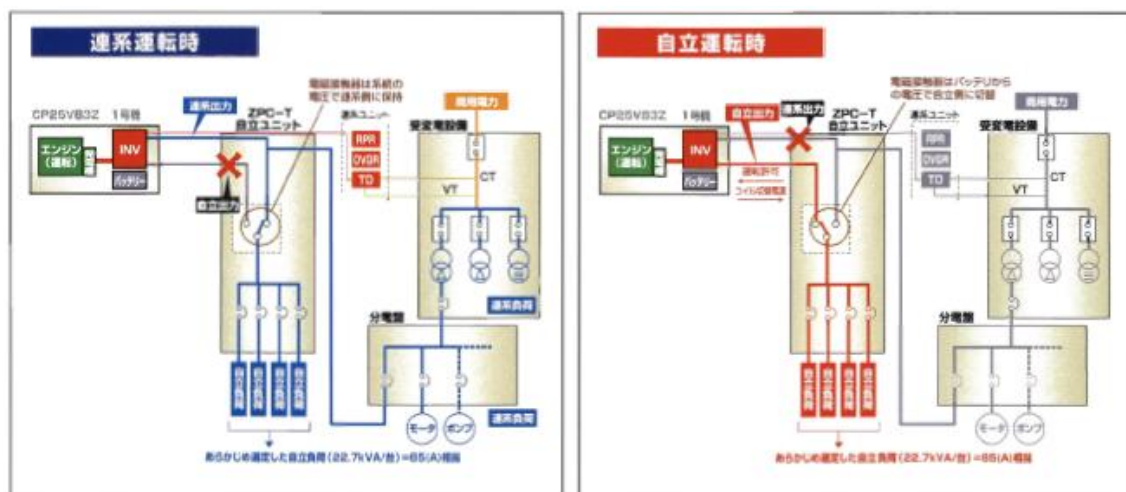 連系運転時
電磁接触器は系統の
電圧で連系側に保持
CP25VB3Z 1号機
連系出力
ZPC-T
自立ユニット
連系ユニット
商用電力
受変電設備
エンジン
(運転)
INV
バッテリー
RPR
OVGR
TD
CT
VT
自立出力
連系負荷
分電盤
自立負荷
自立負荷
自立負荷
自立負荷
モータ
ポンプ
連系負荷
あらかじめ選定した自立負荷(22.7kVA/台)=65(A)相当
自立運転時
電磁接触器はバッテリから
の電圧で自立側に切替
CP25VB3Z 1号機
自立出力
連系出力
ZPC-T
自立ユニット
連系ユニット
商用電力
受変電設備
エンジン
(運転)
INV
バッテリー
RPR
OVGR
TD
CT
VT
運転許可
コイル切替電源
分電盤
自立負荷
自立負荷
自立負荷
自立負荷
モータ
ポンプ
あらかじめ選定した自立負荷(22.7kVA/台)=65(A)相当